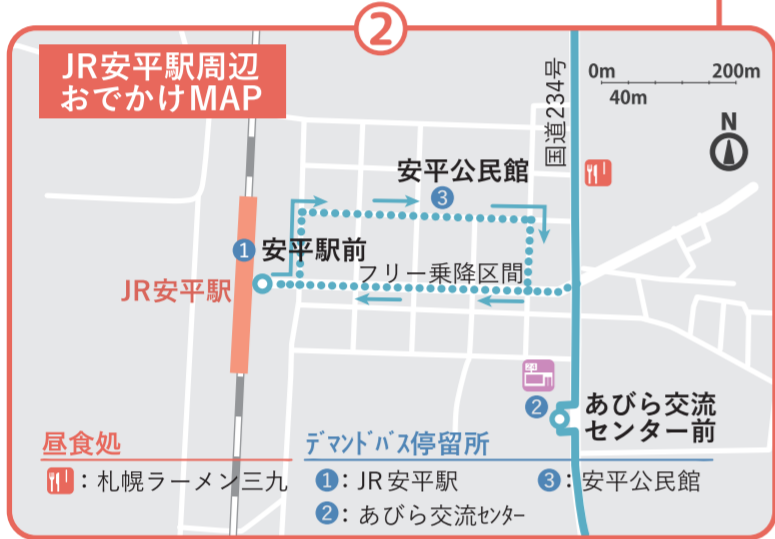 ②
JR安平駅周辺
おでかけMAP
国道234号
0m 200m
40m
N
安平公民館
③
① 安平駅前
フリー乗降区間
JR安平駅
24
②
あびら交流
センター前
昼食処
：札幌ラーメン三九
デマンドバス停留所
①：JR安平駅
③：安平公民館
②：あびら交流センター